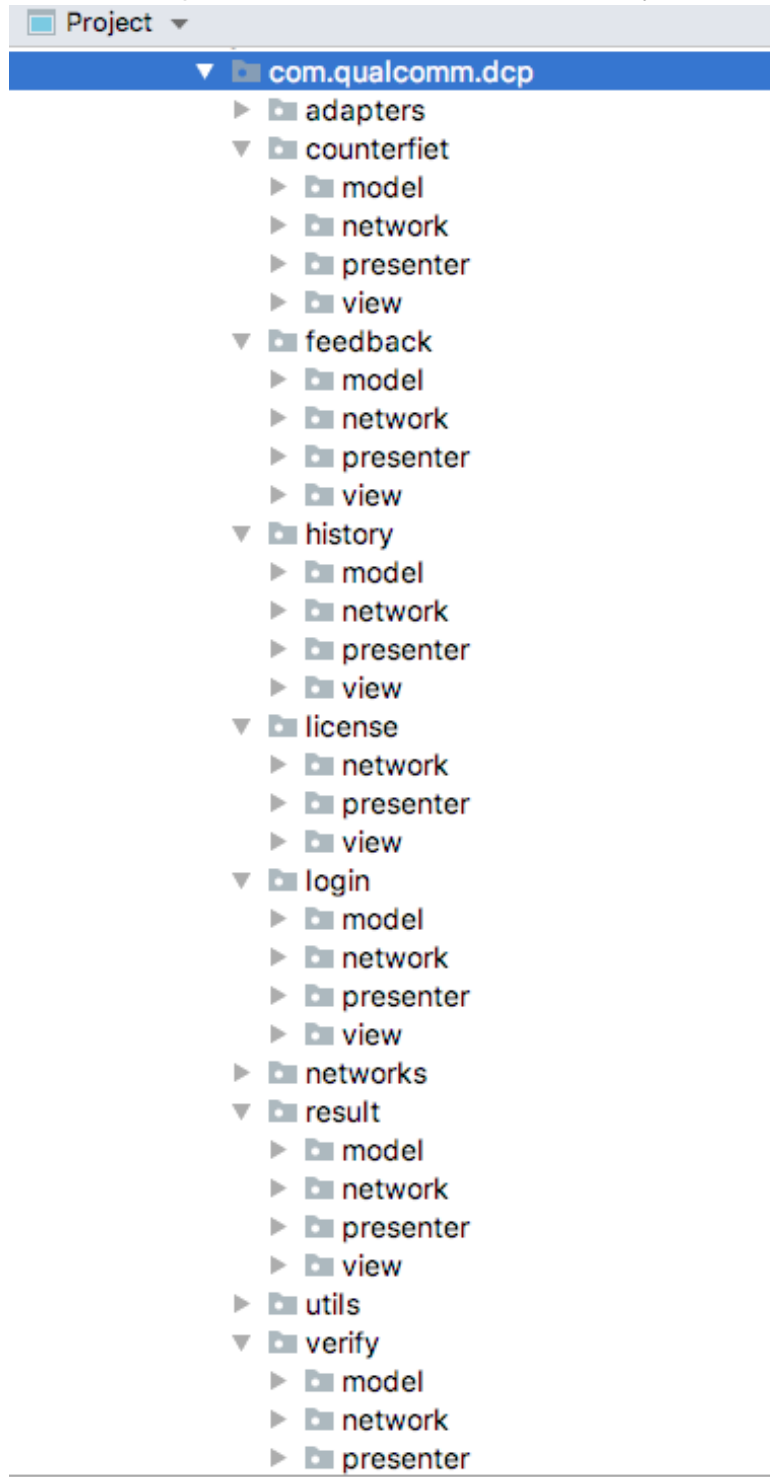 Project
com.qualcomm.dcp
adapters
counterfiet
model
network
presenter
view
feedback
model
network
presenter
view
history
model
network
presenter
view
license
network
presenter
view
login
model
network
presenter
view
networks
result
model
network
presenter
view
utils
verify
model
network
presenter